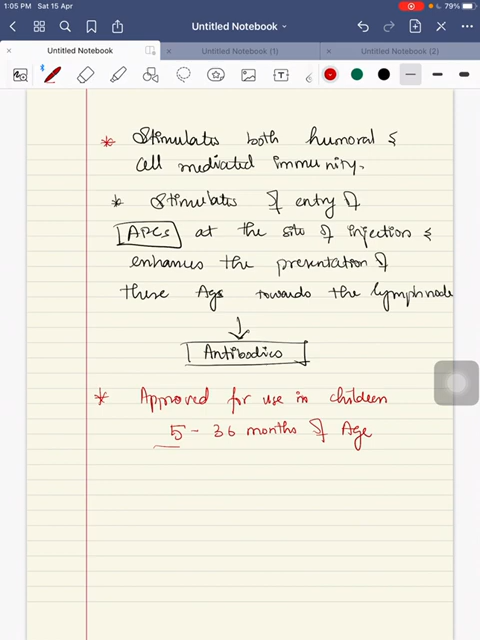 1:05 PM Sat 15 Apr
79%
Untitled Notebook
Untitled Notebook
Untitled Notebook (1)
Untitled Notebook (2)
* Stimulates both humoral &
cell mediated immunity.
* Stimulates of entry of
APCs at the site of injection &
enhances the presentation of
these Ags towards the lymphnode
Antibodies
* Approved for use in children
5 - 36 months of Age